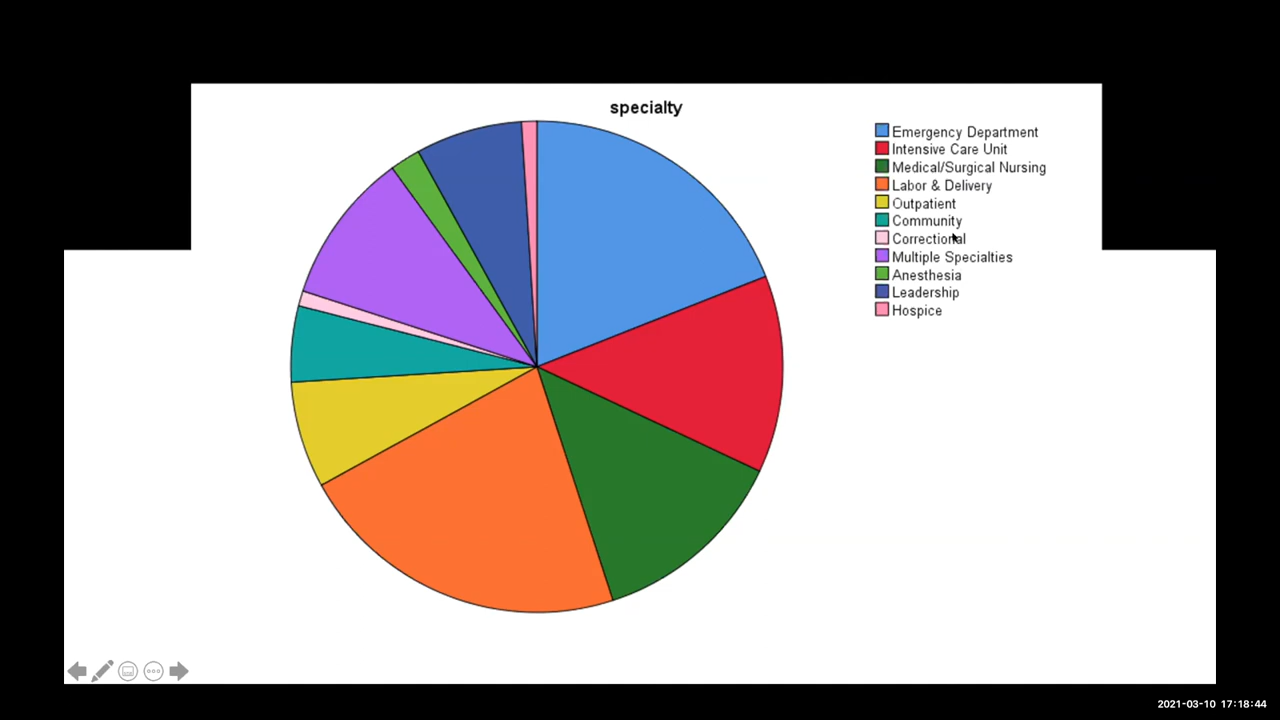 specialty
Emergency Department
Intensive Care Unit
Medical/Surgical Nursing
Labor & Delivery
Outpatient
Community
Correctional
Multiple Specialties
Anesthesia
Leadership
Hospice
2021-03-10 17:18:44